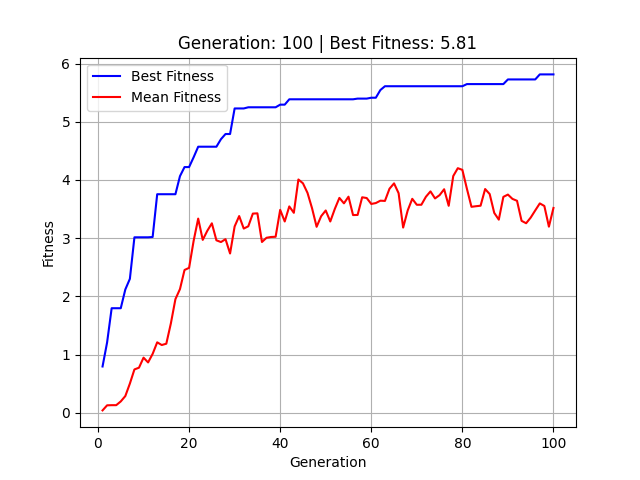 Generation: 100 | Best Fitness: 5.81
Best Fitness
Mean Fitness
Fitness
6
5
4
3
2
1
0
0 20 40 60 80 100
Generation